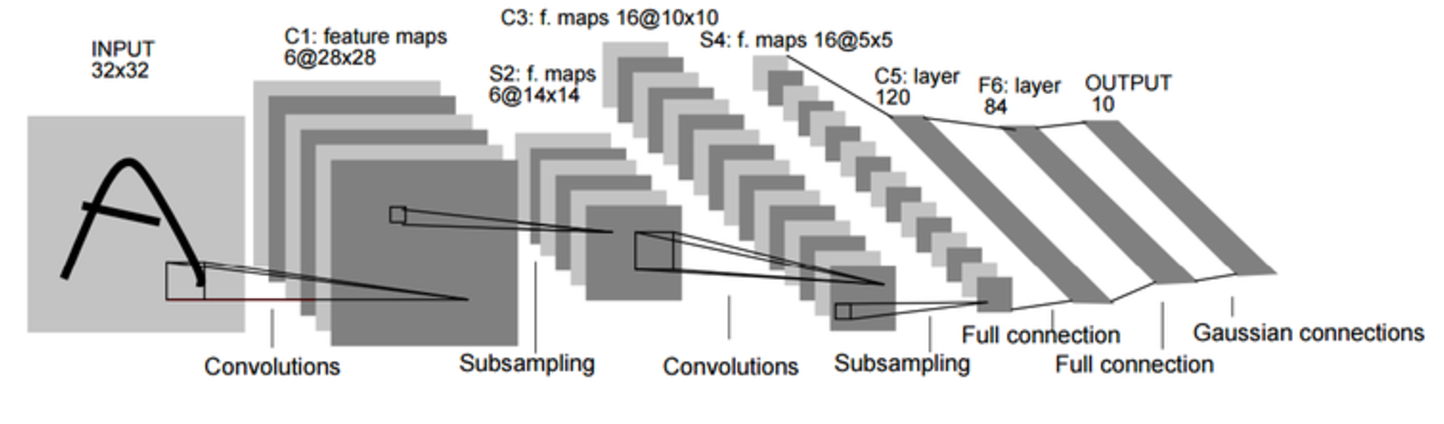 INPUT
32x32
C1: feature maps
6@28x28
S2: f. maps
6@14x14
C3: f. maps 16@10x10
S4: f. maps 16@5x5
C5: layer
120
F6: layer
84
OUTPUT
10
Convolutions
Subsampling
Convolutions
Subsampling
Full connection
Full connection
Gaussian connections